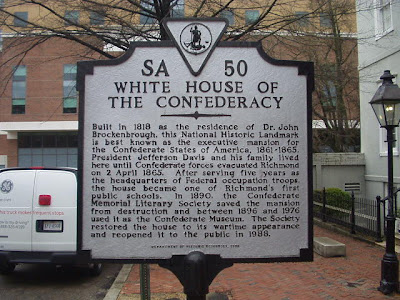 SA 50
WHITE HOUSE OF
THE CONFEDERACY
Built in 1818 as the residence of Dr. John
Brockenbrough, this National Historic Landmark
is best known as the executive mansion for
the Confederate States of America, 1861-1865.
President Jefferson Davis and his family lived
here until Confederate forces evacuated Richmond
on 2 April 1865. After serving five years as
the headquarters of Federal occupation troops,
the house became one of Richmond's first
public schools. In 1890, the Confederate
Memorial Literary Society saved the mansion
from destruction and between 1896 and 1976
used it as the Confederate Museum. The Society
restored the house to its wartime appearance
and reopened it to the public in 1988.
DEPARTMENT OF HISTORIC RESOURCES